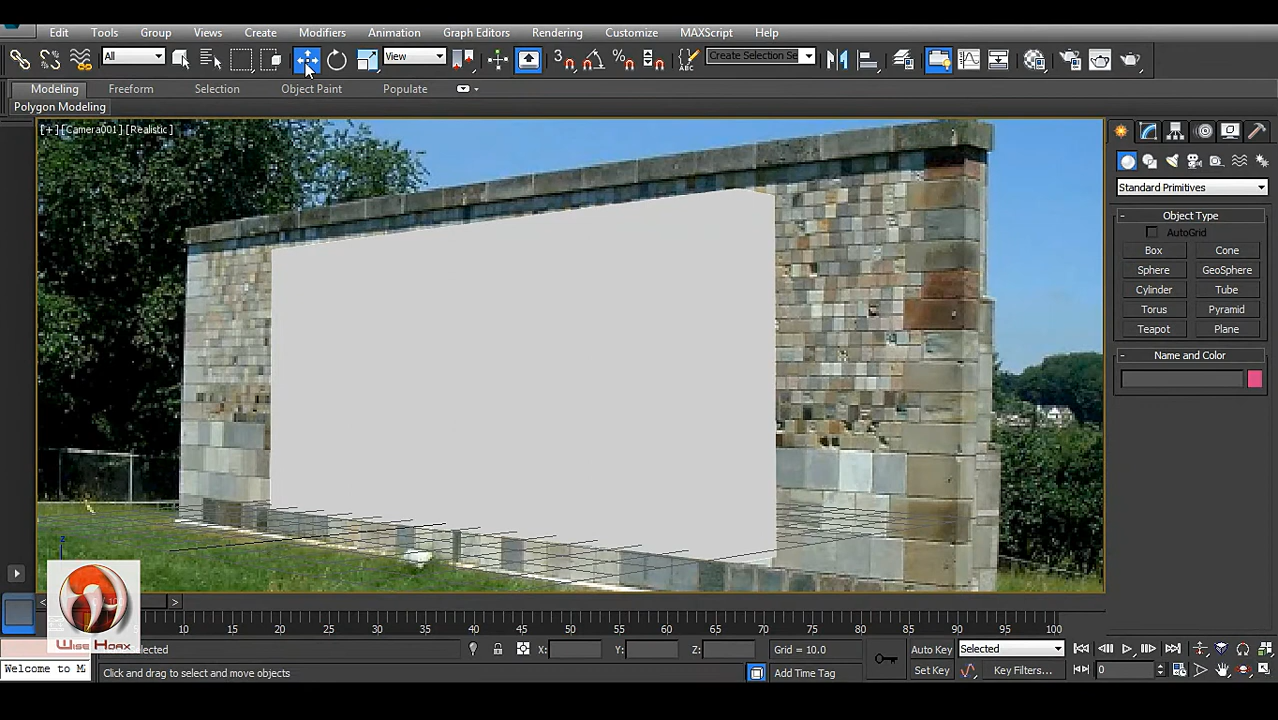 Edit Tools Group Views Create Modifiers Animation Graph Editors Rendering Customize MAXScript Help
All View 3 Create Selection Se
Modeling Freeform Selection Object Paint Populate
Polygon Modeling
[+] [Camera001] [Realistic]
Standard Primitives
- Object Type
AutoGrid
Box Cone
Sphere GeoSphere
Cylinder Tube
Torus Pyramid
Teapot Plane
- Name and Color
z
< >
10 15 20 25 30 35 40 45 50 55 60 65 70 75 80 85 90 95 100
WISE HOAX
X: Y: Z: Grid = 10.0 Auto Key Selected
Welcome to M Click and drag to select and move objects Add Time Tag Set Key Key Filters... 0